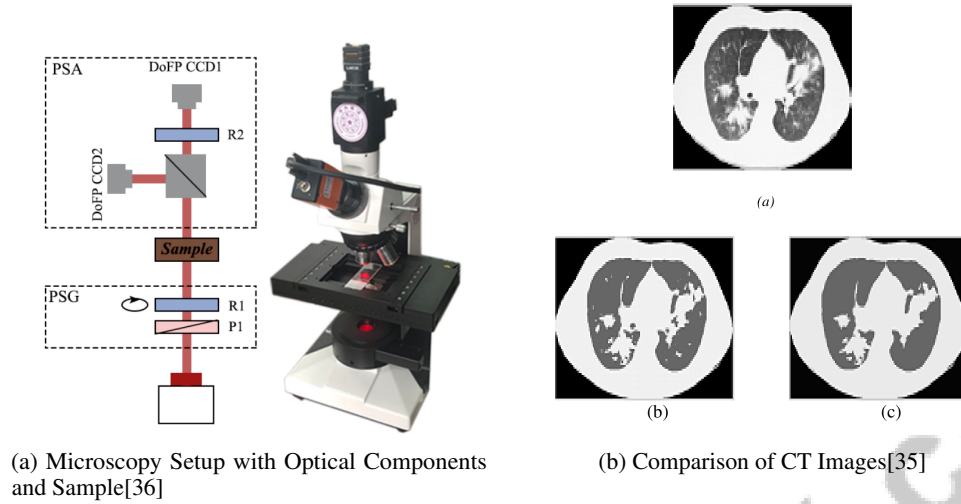 PSA
DoFP CCD1
R2
DoFP CCD2
Sample
PSG
R1
P1
(a)
(b)
(c)
(a) Microscopy Setup with Optical Components
and Sample[36]
(b) Comparison of CT Images[35]